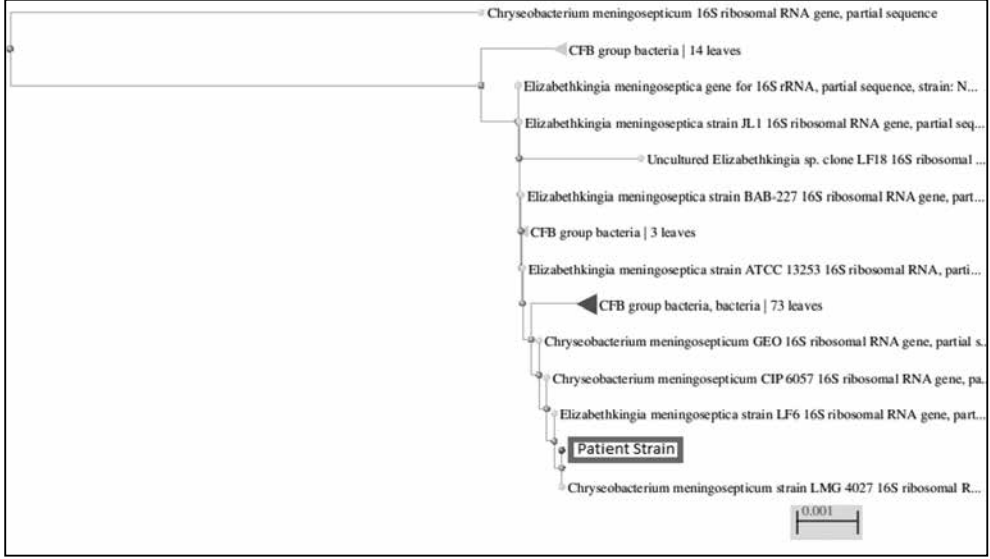 Chryseobacterium meningosepticum 16S ribosomal RNA gene, partial sequence
CFB group bacteria | 14 leaves
Elizabethkingia meningoseptica gene for 16S rRNA, partial sequence, strain: N...
Elizabethkingia meningoseptica strain JL1 16S ribosomal RNA gene, partial seq...
Uncultured Elizabethkingia sp. clone LF18 16S ribosomal ...
Elizabethkingia meningoseptica strain BAB-227 16S ribosomal RNA gene, part...
CFB group bacteria | 3 leaves
Elizabethkingia meningoseptica strain ATCC 13253 16S ribosomal RNA, parti...
CFB group bacteria, bacteria | 73 leaves
Chryseobacterium meningosepticum GEO 16S ribosomal RNA gene, partial s..
Chryseobacterium meningosepticum CIP 6057 16S ribosomal RNA gene, pa..
Elizabethkingia meningoseptica strain LF6 16S ribosomal RNA gene, part...
Patient Strain
Chryseobacterium meningosepticum strain LMG 4027 16S ribosomal R...
0.001